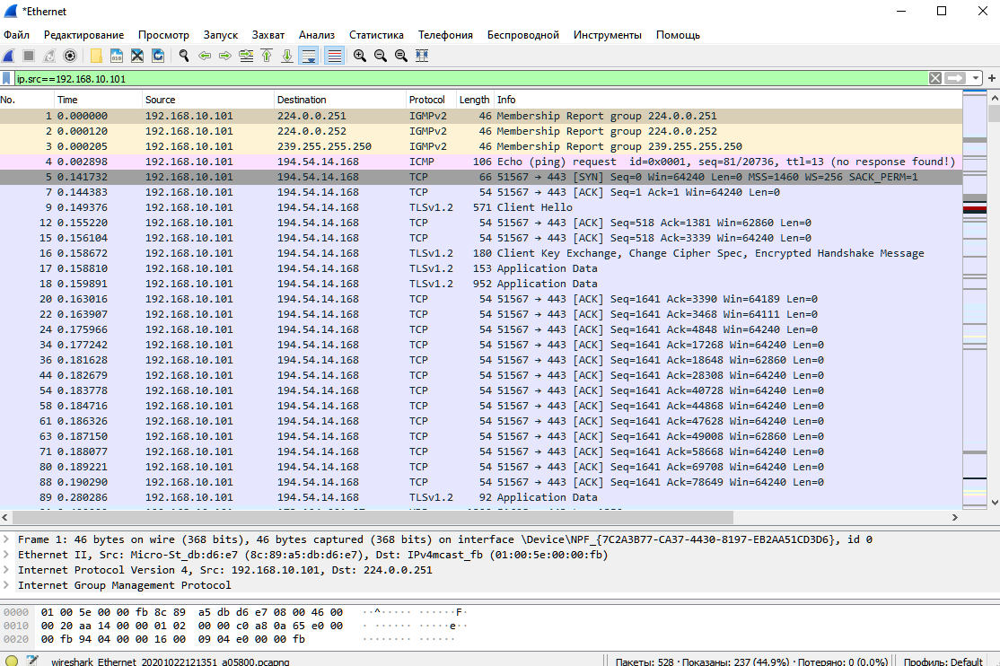 *Ethernet
Файл Редактирование Просмотр Запуск Захват Анализ Статистика Телефония Беспроводной Инструменты Помощь
ip.src==192.168.10.101
No. Time Source Destination Protocol Length Info
1 0.000000 192.168.10.101 224.0.0.251 IGMPv2 46 Membership Report group 224.0.0.251
2 0.000120 192.168.10.101 224.0.0.252 IGMPv2 46 Membership Report group 224.0.0.252
3 0.000205 192.168.10.101 239.255.255.250 IGMPv2 46 Membership Report group 239.255.255.250
4 0.002898 192.168.10.101 194.54.14.168 ICMP 106 Echo (ping) request id=0x0001, seq=81/20736, ttl=13 (no response found!)
5 0.141732 192.168.10.101 194.54.14.168 TCP 66 51567 → 443 [SYN] Seq=0 Win=64240 Len=0 MSS=1460 WS=256 SACK_PERM=1
7 0.144383 192.168.10.101 194.54.14.168 TCP 54 51567 → 443 [ACK] Seq=1 Ack=1 Win=64240 Len=0
9 0.149376 192.168.10.101 194.54.14.168 TLSv1.2 571 Client Hello
12 0.155220 192.168.10.101 194.54.14.168 TCP 54 51567 → 443 [ACK] Seq=518 Ack=1381 Win=62860 Len=0
15 0.156104 192.168.10.101 194.54.14.168 TCP 54 51567 → 443 [ACK] Seq=518 Ack=3339 Win=64240 Len=0
16 0.158672 192.168.10.101 194.54.14.168 TLSv1.2 180 Client Key Exchange, Change Cipher Spec, Encrypted Handshake Message
17 0.158810 192.168.10.101 194.54.14.168 TLSv1.2 153 Application Data
18 0.159891 192.168.10.101 194.54.14.168 TLSv1.2 952 Application Data
20 0.163016 192.168.10.101 194.54.14.168 TCP 54 51567 → 443 [ACK] Seq=1641 Ack=3390 Win=64189 Len=0
22 0.163907 192.168.10.101 194.54.14.168 TCP 54 51567 → 443 [ACK] Seq=1641 Ack=3468 Win=64111 Len=0
24 0.175966 192.168.10.101 194.54.14.168 TCP 54 51567 → 443 [ACK] Seq=1641 Ack=4848 Win=64240 Len=0
34 0.177242 192.168.10.101 194.54.14.168 TCP 54 51567 → 443 [ACK] Seq=1641 Ack=17268 Win=64240 Len=0
36 0.181628 192.168.10.101 194.54.14.168 TCP 54 51567 → 443 [ACK] Seq=1641 Ack=18648 Win=62860 Len=0
44 0.182679 192.168.10.101 194.54.14.168 TCP 54 51567 → 443 [ACK] Seq=1641 Ack=28308 Win=64240 Len=0
54 0.183778 192.168.10.101 194.54.14.168 TCP 54 51567 → 443 [ACK] Seq=1641 Ack=40728 Win=64240 Len=0
58 0.184716 192.168.10.101 194.54.14.168 TCP 54 51567 → 443 [ACK] Seq=1641 Ack=44868 Win=64240 Len=0
61 0.186326 192.168.10.101 194.54.14.168 TCP 54 51567 → 443 [ACK] Seq=1641 Ack=47628 Win=64240 Len=0
63 0.187150 192.168.10.101 194.54.14.168 TCP 54 51567 → 443 [ACK] Seq=1641 Ack=49008 Win=62860 Len=0
71 0.188077 192.168.10.101 194.54.14.168 TCP 54 51567 → 443 [ACK] Seq=1641 Ack=58668 Win=64240 Len=0
80 0.189221 192.168.10.101 194.54.14.168 TCP 54 51567 → 443 [ACK] Seq=1641 Ack=69708 Win=64240 Len=0
88 0.190290 192.168.10.101 194.54.14.168 TCP 54 51567 → 443 [ACK] Seq=1641 Ack=78649 Win=64240 Len=0
89 0.280286 192.168.10.101 194.54.14.168 TLSv1.2 92 Application Data
Frame 1: 46 bytes on wire (368 bits), 46 bytes captured (368 bits) on interface \Device\NPF_{7C2A3B77-CA37-4430-8197-EB2AA51CD3D6}, id 0
Ethernet II, Src: Micro-St_db:d6:e7 (8c:89:a5:db:d6:e7), Dst: IPv4mcast_fb (01:00:5e:00:00:fb)
Internet Protocol Version 4, Src: 192.168.10.101, Dst: 224.0.0.251
Internet Group Management Protocol
0000 01 00 5e 00 00 fb 8c 89 a5 db d6 e7 08 00 46 00 ··^····· ······F·
0010 00 20 aa 14 00 00 01 02 00 00 c0 a8 0a 65 e0 00 · ······ ·····e··
0020 00 fb 94 04 00 00 16 00 09 04 e0 00 00 fb ········ ······
wireshark_Ethernet_20201022121351_a05800.pcapng
Пакеты: 528 · Показаны: 237 (44.9%) · Потеряно: 0 (0.0%)
Профиль: Default